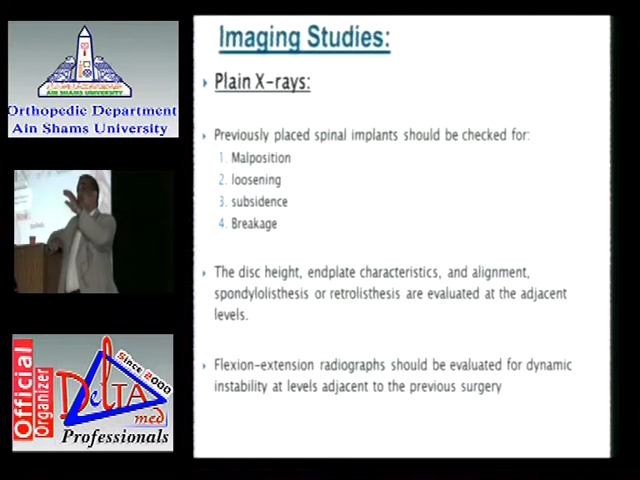 Imaging Studies:
Plain X-rays:
Previously placed spinal implants should be checked for:
1. Malposition
2. loosening
3. subsidence
4. Breakage
The disc height, endplate characteristics, and alignment,
spondylolisthesis or retrolisthesis are evaluated at the adjacent
levels.
Flexion-extension radiographs should be evaluated for dynamic
instability at levels adjacent to the previous surgery
AIN SHAMS UNIVERSITY
Orthopedic Department
Ain Shams University
Official
Organizer
Since 2000
DelTA
med
Professionals